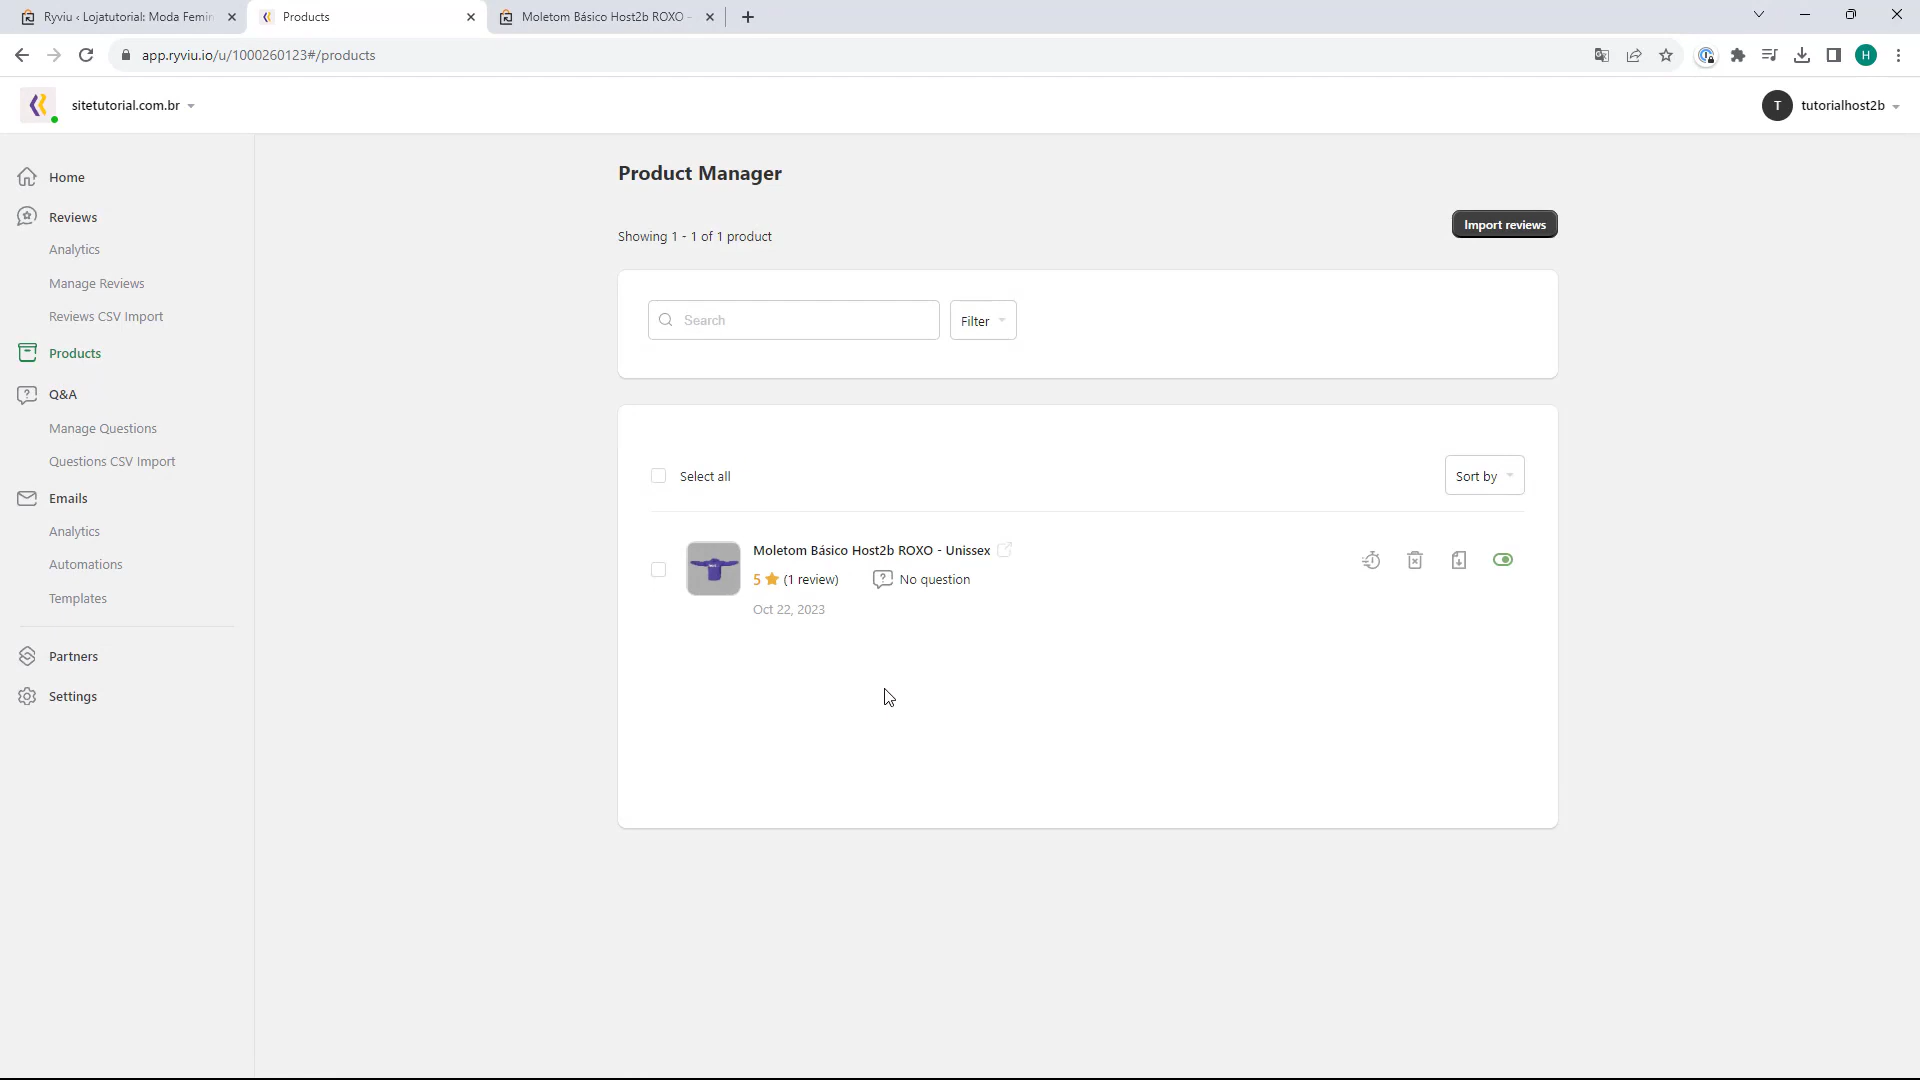 Ryviu ‹ Lojatutorial: Moda Femin
Products
Moletom Básico Host2b ROXO -
app.ryviu.io/u/1000260123#/products
H
sitetutorial.com.br
T
tutorialhost2b
Home
Reviews
Analytics
Manage Reviews
Reviews CSV Import
Products
Q&A
Manage Questions
Questions CSV Import
Emails
Analytics
Automations
Templates
Partners
Settings
Product Manager
Showing 1 - 1 of 1 product
Import reviews
Search
Filter
Select all
Sort by
Moletom Básico Host2b ROXO - Unissex
5 (1 review) No question
Oct 22, 2023